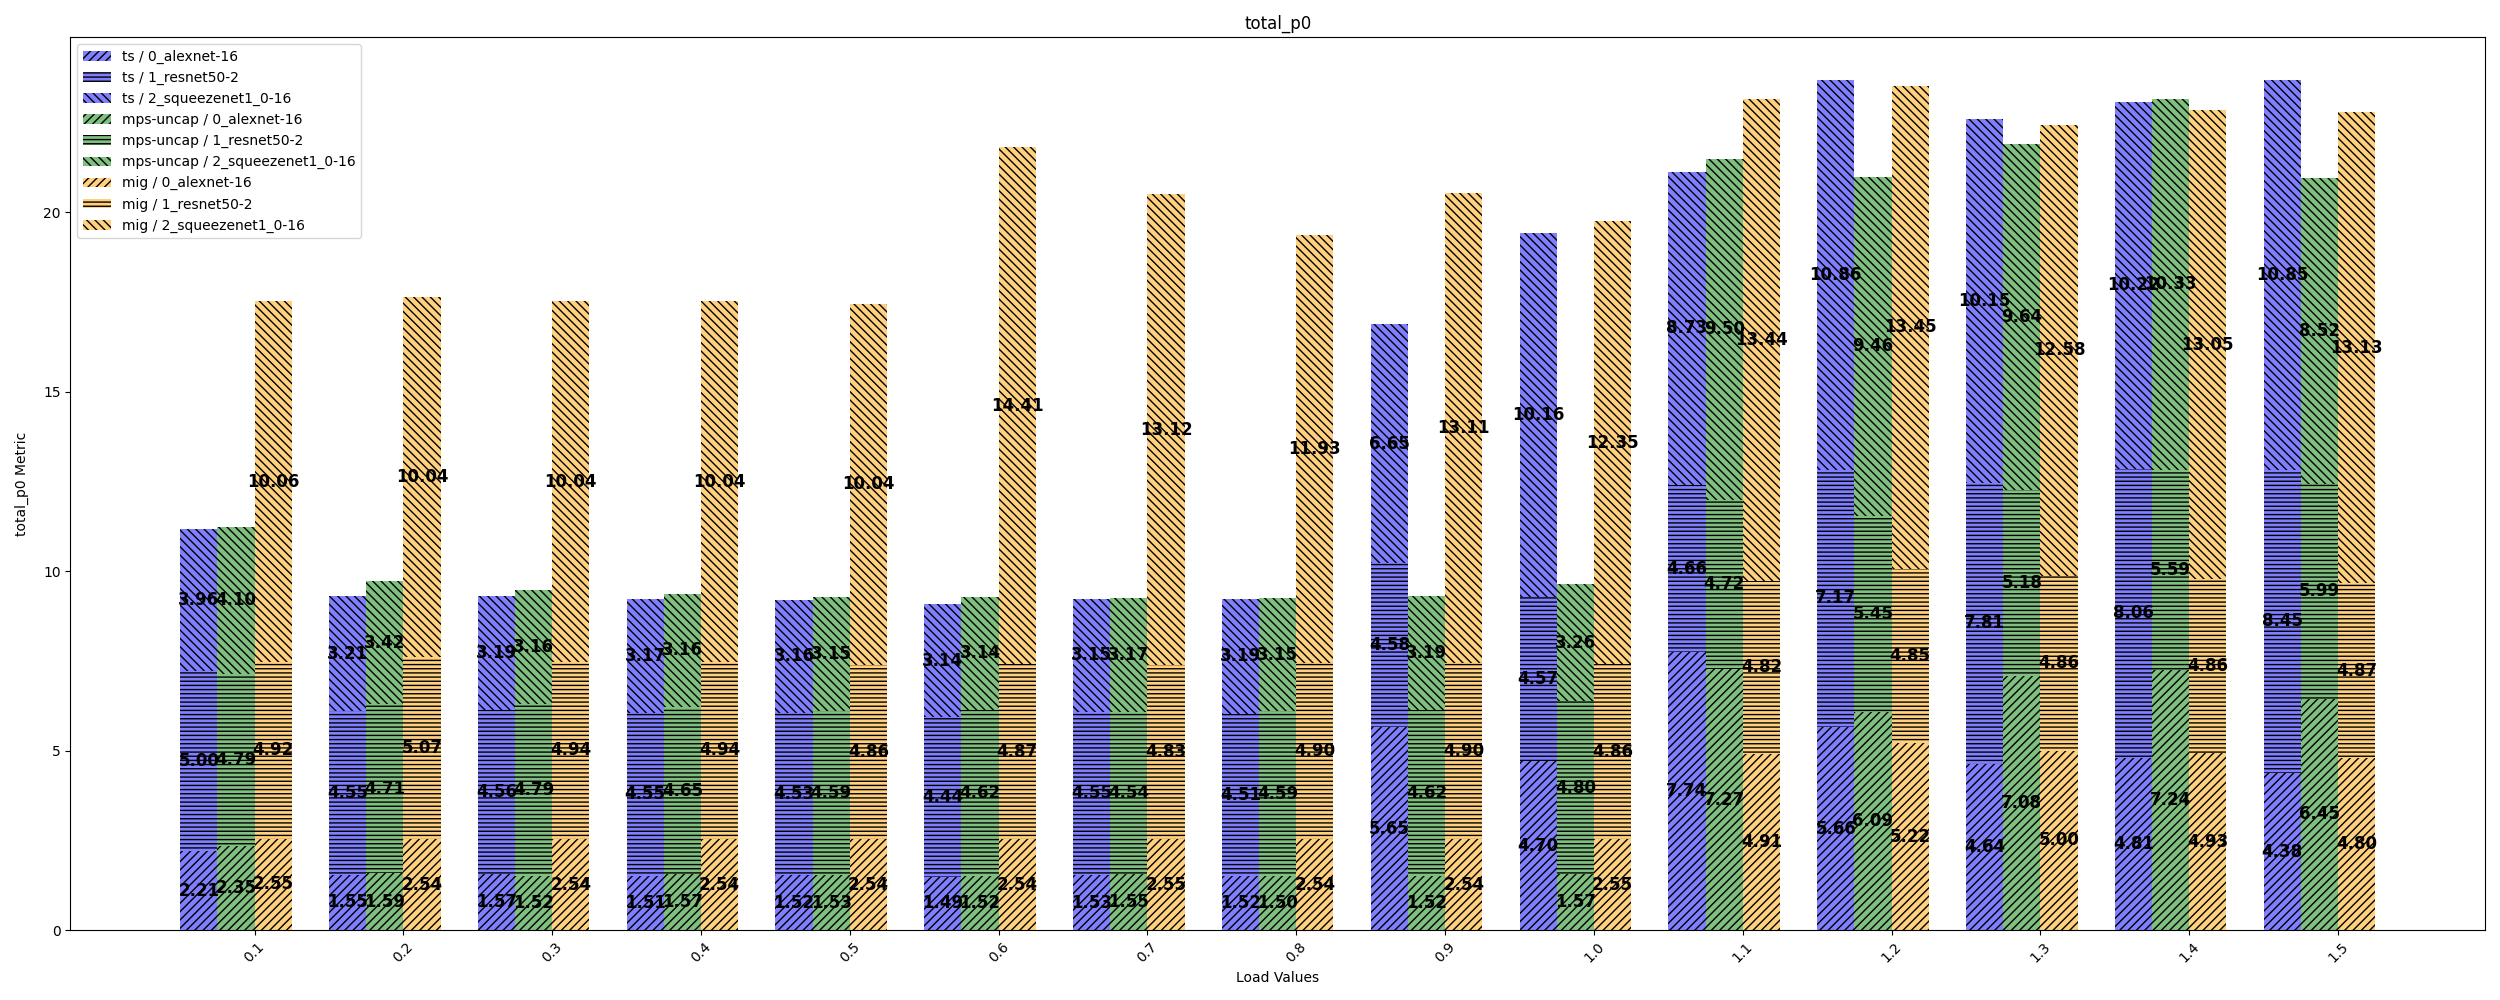 total_p0
ts / 0_alexnet-16
ts / 1_resnet50-2
ts / 2_squeezenet1_0-16
mps-uncap / 0_alexnet-16
mps-uncap / 1_resnet50-2
mps-uncap / 2_squeezenet1_0-16
mig / 0_alexnet-16
mig / 1_resnet50-2
mig / 2_squeezenet1_0-16
total_p0 Metric
20
15
10
5
0
3.96 4.10 10.06
5.00 4.79 4.92
2.21 2.35 2.55
3.21 3.42 10.04
4.55 4.71 5.07
1.55 1.59 2.54
3.19 3.16 10.04
4.56 4.79 4.94
1.57 1.52 2.54
3.17 3.16 10.04
4.55 4.65 4.94
1.51 1.57 2.54
3.16 3.15 10.04
4.53 4.59 4.86
1.52 1.53 2.54
3.14 3.14 14.41
4.44 4.62 4.87
1.49 1.52 2.54
3.15 3.17 13.12
4.55 4.54 4.83
1.53 1.55 2.55
3.19 3.15 11.93
4.51 4.59 4.90
1.52 1.50 2.54
6.65 3.19 13.11
4.58 4.62 4.90
5.65 1.52 2.54
10.16 3.26 12.35
4.57 4.80 4.86
4.70 1.57 2.55
8.73 9.50 13.44
4.66 4.72 4.82
7.74 7.27 4.91
10.86 9.46 13.45
7.17 5.45 4.85
5.66 6.09 5.22
10.15 9.64 12.58
7.81 5.18 4.86
4.64 7.08 5.00
10.22 10.33 13.05
8.06 5.59 4.86
4.81 7.24 4.93
10.85 8.52 13.13
8.45 5.99 4.87
4.38 6.45 4.80
0.1 0.2 0.3 0.4 0.5 0.6 0.7 0.8 0.9 1.0 1.1 1.2 1.3 1.4 1.5
Load Values